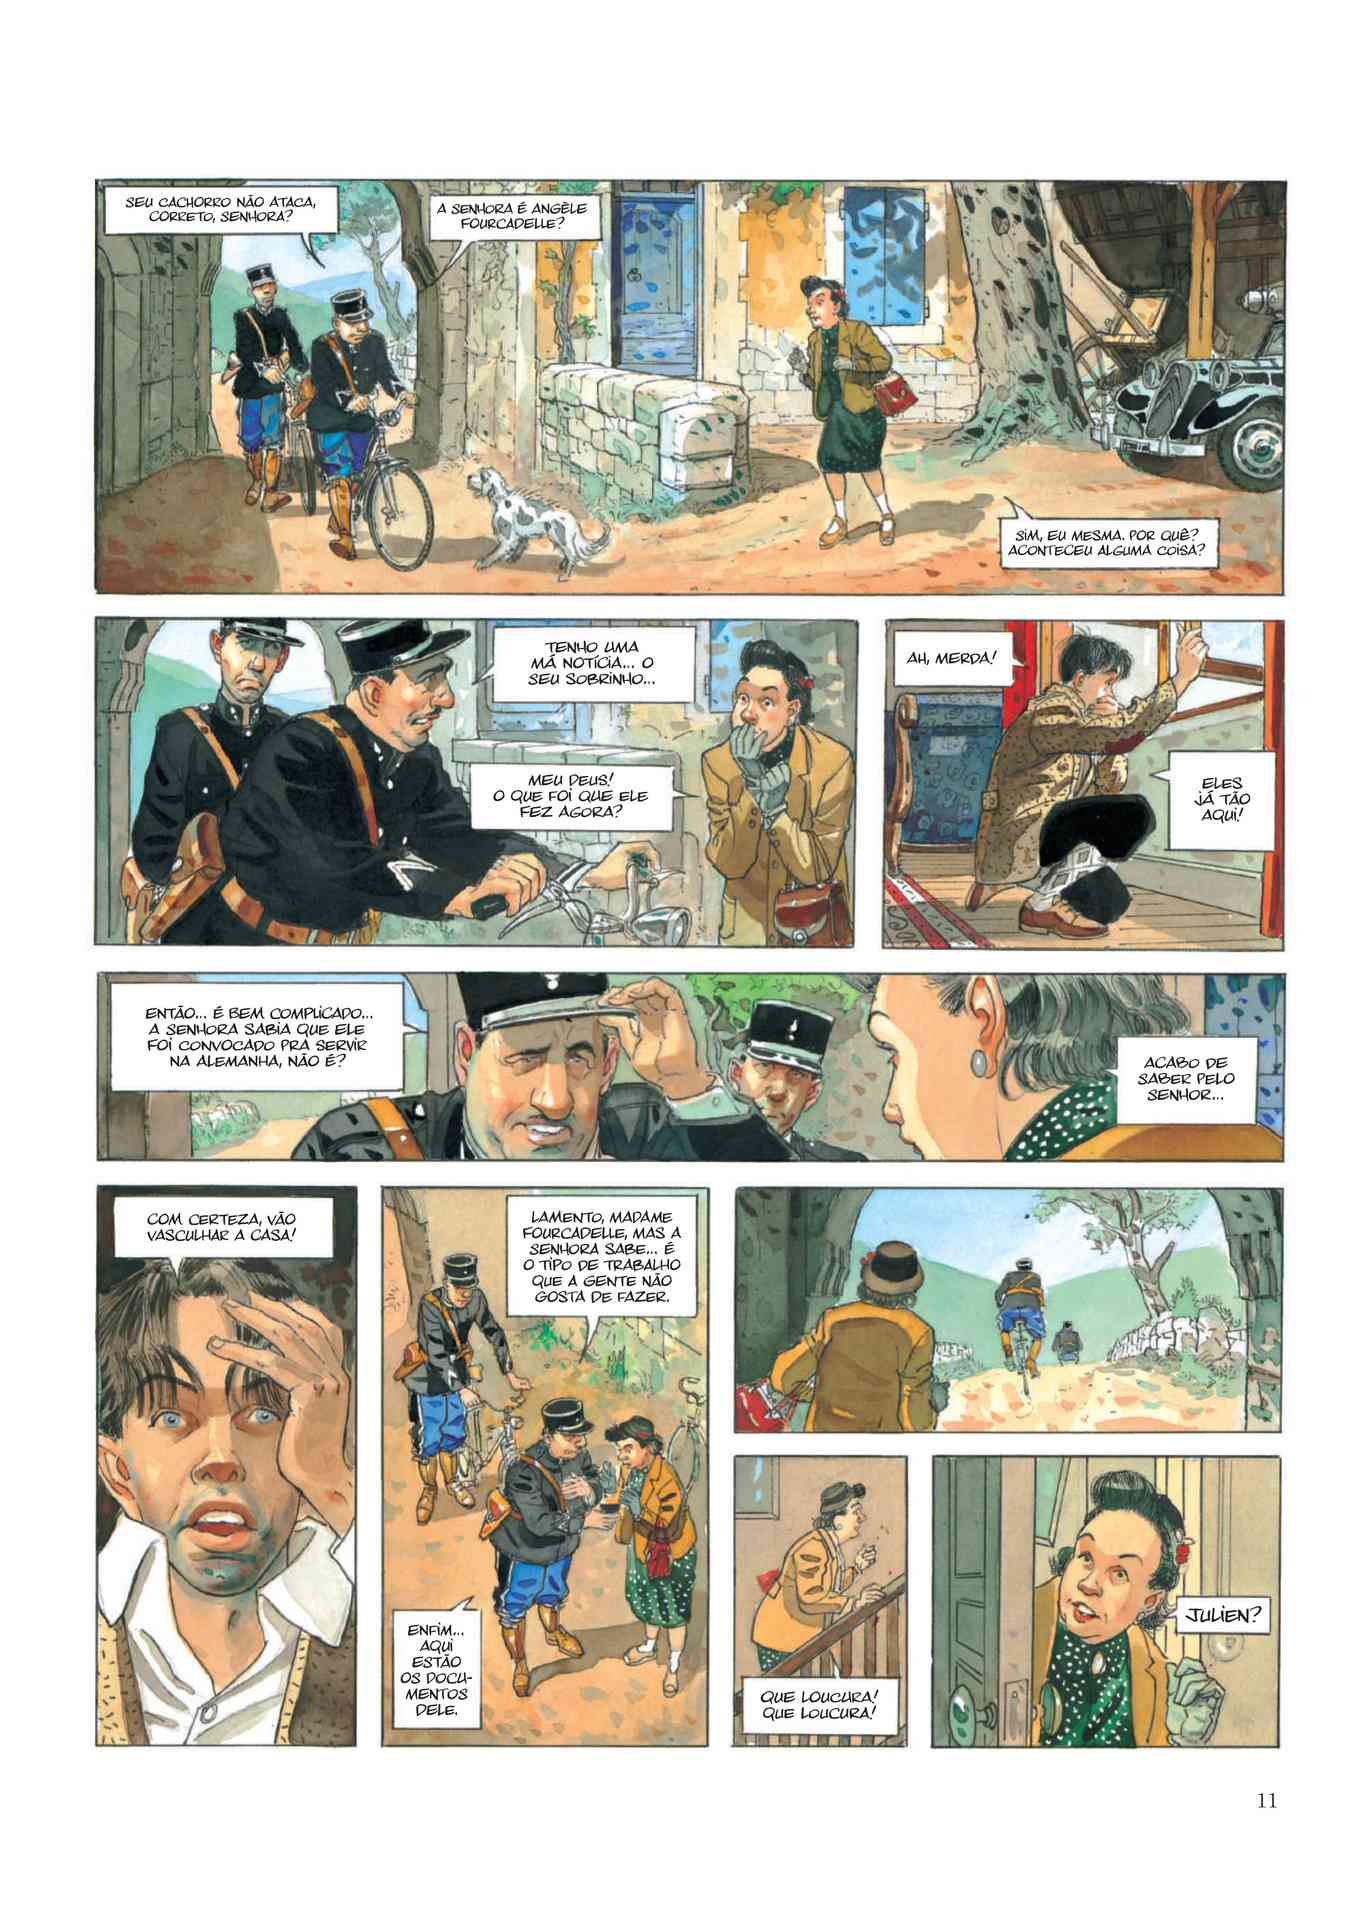 SEU CACHORRO NÃO ATACA,
CORRETO, SENHORA?
A SENHORA É ANGÈLE
FOURCADELLE?
SIM, EU MESMA. POR QUÊ?
ACONTECEU ALGUMA COISA?
TENHO UMA
MÁ NOTÍCIA... O
SEU SOBRINHO...
MEU DEUS!
O QUE FOI QUE ELE
FEZ AGORA?
AH, MERDA!
ELES
JÁ TÃO
AQUI!
ENTÃO... É BEM COMPLICADO...
A SENHORA SABIA QUE ELE
FOI CONVOCADO PRA SERVIR
NA ALEMANHA, NÃO É?
ACABO DE
SABER PELO
SENHOR...
COM CERTEZA, VÃO
VASCULHAR A CASA!
LAMENTO, MADAME
FOURCADELLE, MAS A
SENHORA SABE... É
O TIPO DE TRABALHO
QUE A GENTE NÃO
GOSTA DE FAZER.
ENFIM...
AQUI
ESTÃO
OS DOCU-
MENTOS
DELE.
QUE LOUCURA!
QUE LOUCURA!
JULIEN?
11